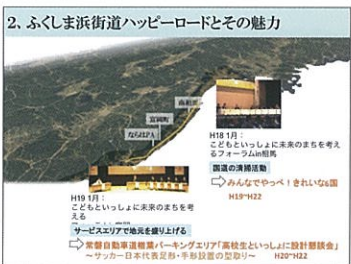 2、ふくしま浜街道ハッピーロードとその魅力
南相馬
富岡町
ならはPA
H18 1月:
こどもといっしょに未来のまちを考え
るフォーラムin相馬
国道の清掃活動
⇨みんなでやっぺ!きれいな6国
H19~H22
H19 1月:
こどもといっしょに未来のまちを考
える
サービスエリアで地元を盛り上げる
⇨常磐自動車道楢葉パーキングエリア「高校生といっしょに設計懇談会」
~サッカー日本代表足形・手形設置の型取り~ H20~H22